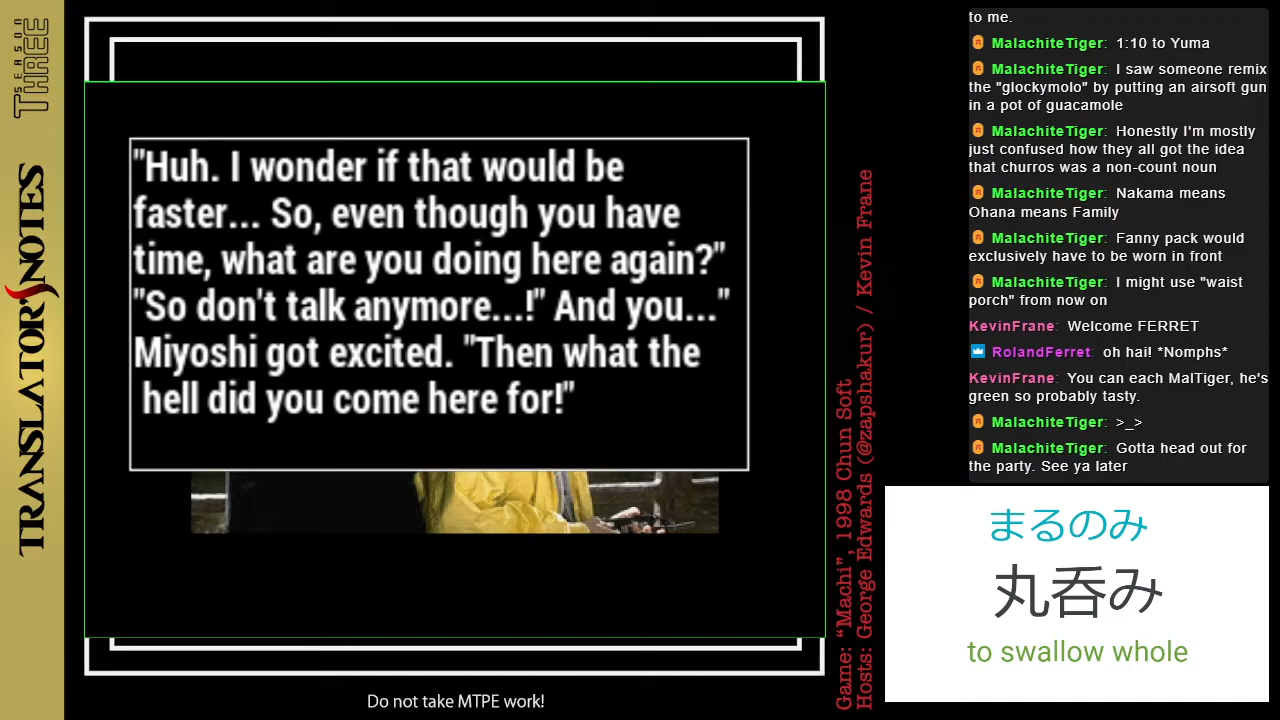 SEASON
THREE
TRANSLATOR'S NOTES
"Huh. I wonder if that would be
faster... So, even though you have
time, what are you doing here again?"
"So don't talk anymore...!" And you..."
Miyoshi got excited. "Then what the
hell did you come here for!"
Do not take MTPE work!
Game: "Machi", 1998 Chun Soft
Hosts: George Edwards (@zapshakur) / Kevin Frane
to me.
MalachiteTiger: 1:10 to Yuma
MalachiteTiger: I saw someone remix
the "glockymolo" by putting an airsoft gun
in a pot of guacamole
MalachiteTiger: Honestly I'm mostly
just confused how they all got the idea
that churros was a non-count noun
MalachiteTiger: Nakama means
Ohana means Family
MalachiteTiger: Fanny pack would
exclusively have to be worn in front
MalachiteTiger: I might use "waist
porch" from now on
KevinFrane: Welcome FERRET
RolandFerret: oh hai! *Nomphs*
KevinFrane: You can snach MalTiger, he's
green so probably tasty.
MalachiteTiger: >_>
MalachiteTiger: Gotta head out for
the party. See ya later
まるのみ
丸呑み
to swallow whole